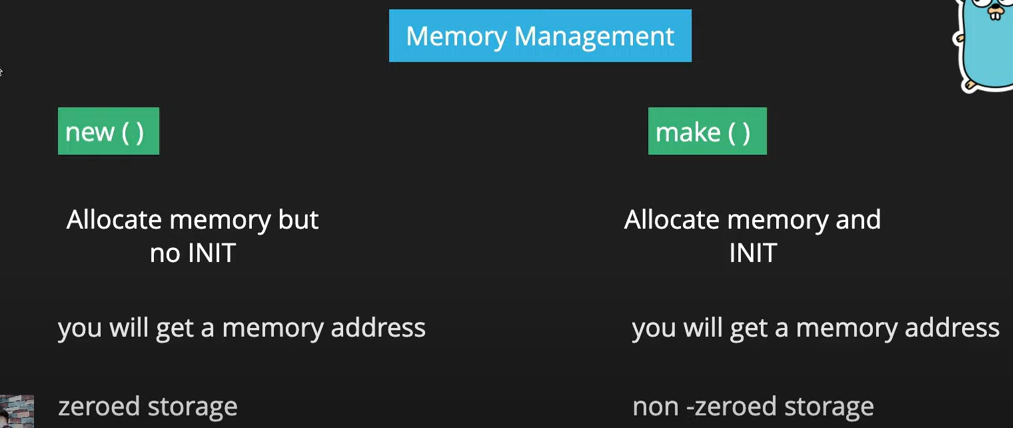 Memory Management
new ( )
make ( )
Allocate memory but
no INIT
Allocate memory and
INIT
you will get a memory address
you will get a memory address
zeroed storage
non -zeroed storage